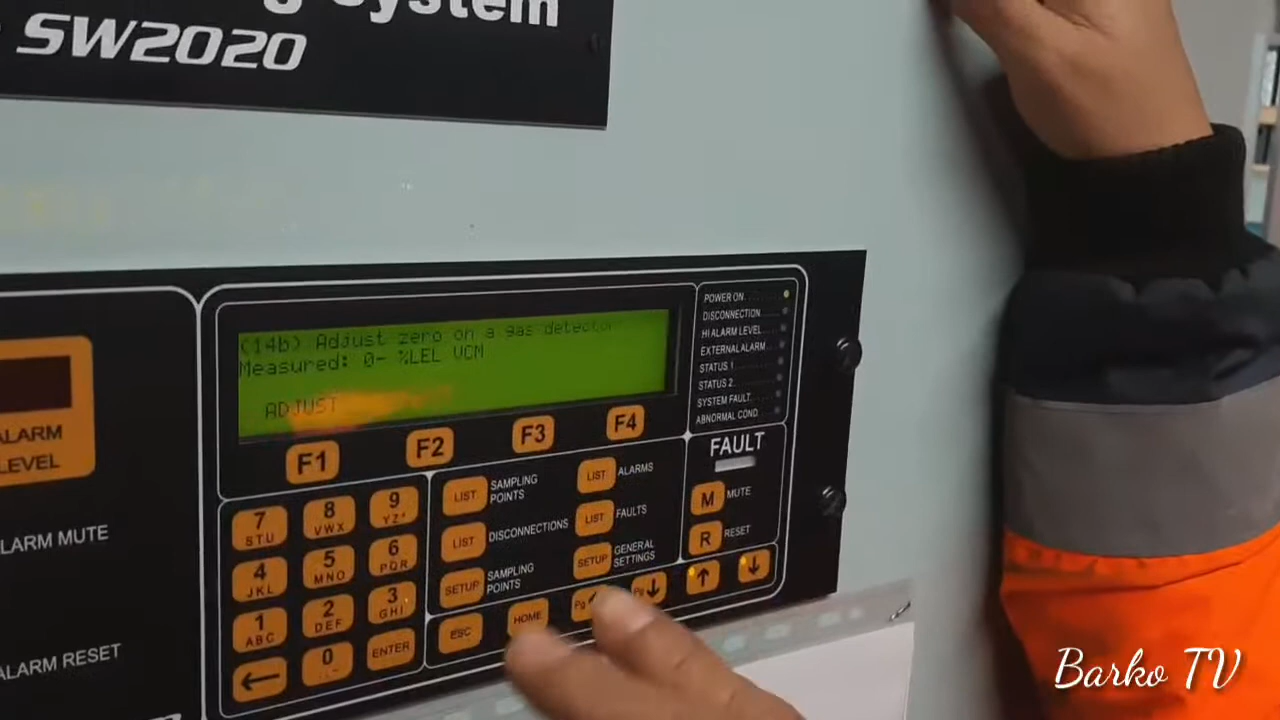 System
SW2020
(14b) Adjust zero on a gas detector
Measured: 0- %LEL VCM
ADJUST
F1
F2
F3
F4
ALARM
LEVEL
LARM MUTE
ALARM RESET
7
STU
8
VWX
9
YZ*
4
JKL
5
MNO
6
PQR
1
ABC
2
DEF
3
GHI
←
0
ENTER
LIST
SAMPLING
POINTS
LIST
DISCONNECTIONS
SETUP
SAMPLING
POINTS
LIST
ALARMS
LIST
FAULTS
SETUP
GENERAL
SETTINGS
ESC
HOME
Pg
Pg ↓
↑
↓
POWER ON
DISCONNECTION
HI ALARM LEVEL
EXTERNAL ALARM
STATUS 1
STATUS 2
SYSTEM FAULT
ABNORMAL COND.
FAULT
M
MUTE
R
RESET
Barko TV